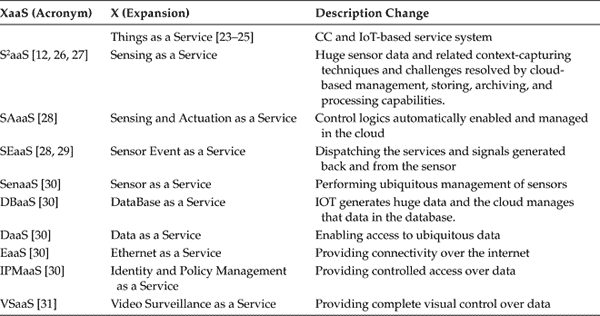 XaaS (Acronym) X (Expansion) Description Change
Things as a Service [23–25] CC and IoT-based service system
S²aaS [12, 26, 27] Sensing as a Service Huge sensor data and related context-capturing
techniques and challenges resolved by cloud-
based management, storing, archiving, and
processing capabilities.
SAaaS [28] Sensing and Actuation as a Service Control logics automatically enabled and managed
in the cloud
SEaaS [28, 29] Sensor Event as a Service Dispatching the services and signals generated
back and from the sensor
SenaaS [30] Sensor as a Service Performing ubiquitous management of sensors
DBaaS [30] DataBase as a Service IOT generates huge data and the cloud manages
that data in the database.
DaaS [30] Data as a Service Enabling access to ubiquitous data
EaaS [30] Ethernet as a Service Providing connectivity over the internet
IPMaaS [30] Identity and Policy Management Providing controlled access over data
as a Service
VSaaS [31] Video Surveillance as a Service Providing complete visual control over data